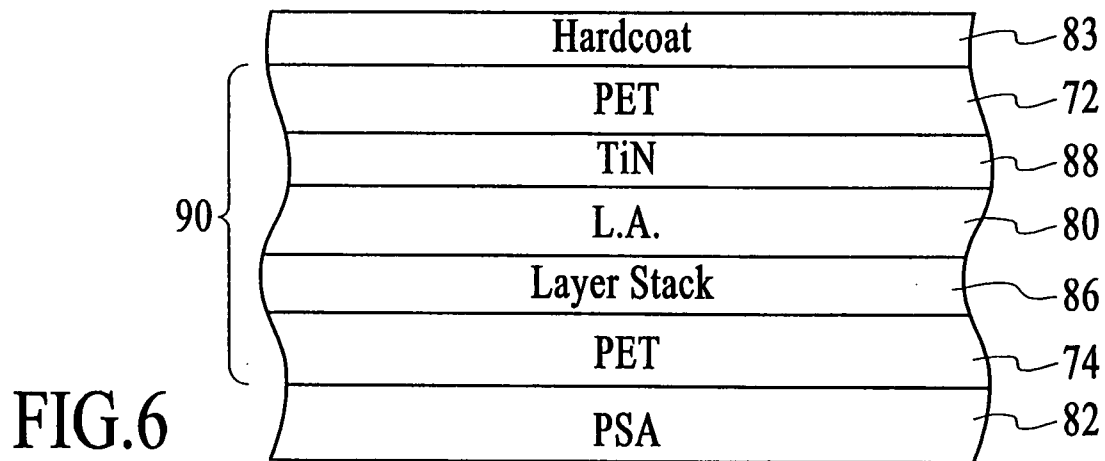 Hardcoat 83
PET 72
TiN 88
90
L.A. 80
Layer Stack 86
PET 74
PSA 82
FIG.6